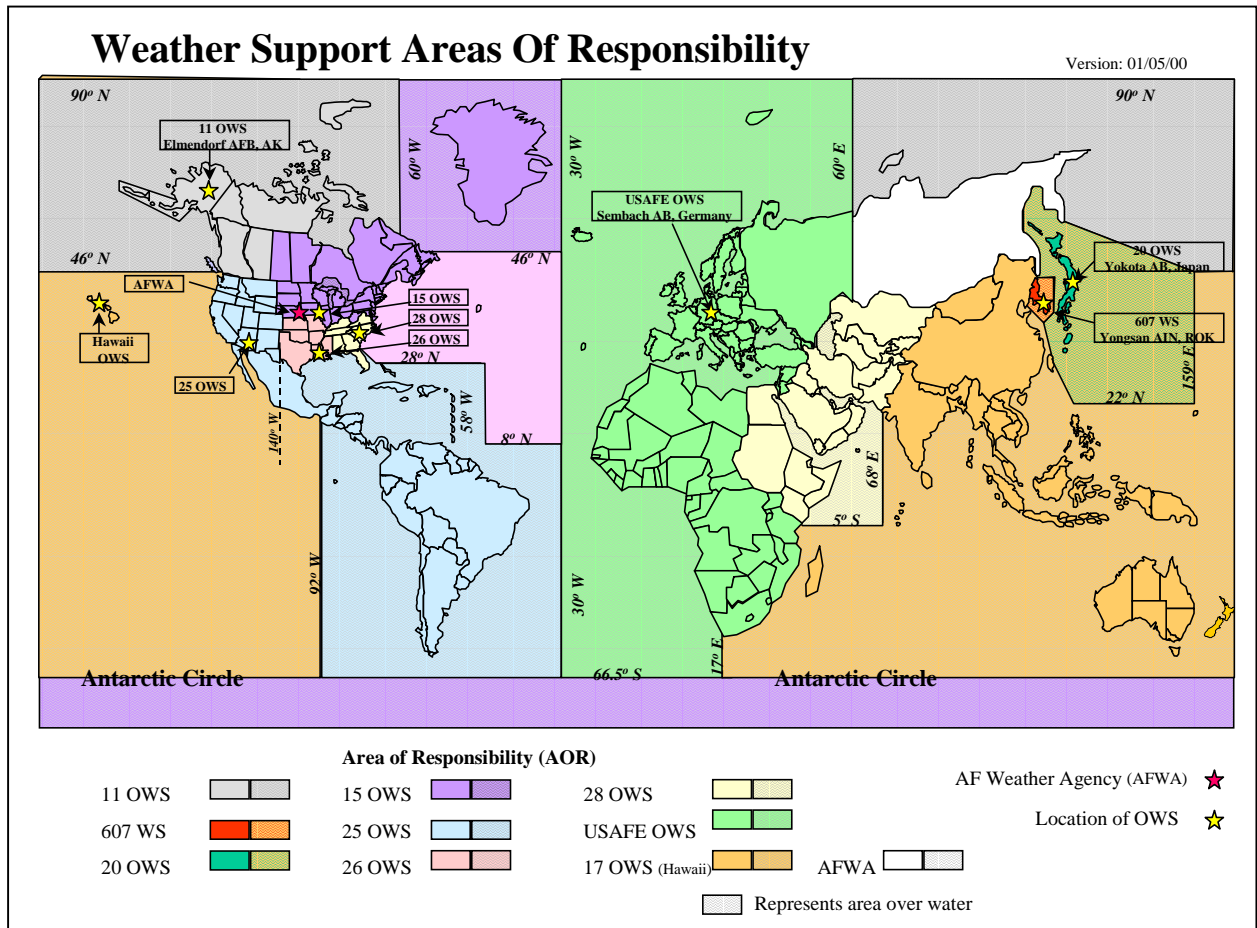 Weather Support Areas Of Responsibility
Version: 01/05/00
90º N
90º N
11 OWS
Elmendorf AFB, AK
60º W
30º W
60º E
USAFE OWS
Sembach AB, Germany
46º N
46º N
20 OWS
Yokota AB, Japan
AFWA
15 OWS
28 OWS
26 OWS
Hawaii
OWS
607 WS
Yongsan AIN, ROK
28º N
25 OWS
159º E
22º N
58º W
140º W
8º N
68º E
5º S
92º W
30º W
17º E
66.5º S
Antarctic Circle
Antarctic Circle
Area of Responsibility (AOR)
11 OWS
15 OWS
28 OWS
AF Weather Agency (AFWA)
607 WS
25 OWS
USAFE OWS
Location of OWS
20 OWS
26 OWS
17 OWS (Hawaii)
AFWA
Represents area over water